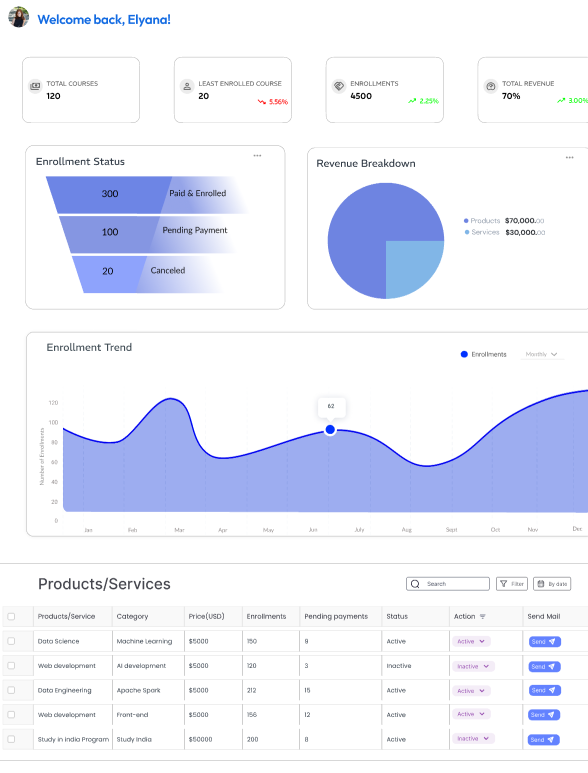 Welcome back, Elyana!
TOTAL COURSES
120
LEAST ENROLLED COURSE
20
5.56%
ENROLLMENTS
4500
2.25%
TOTAL REVENUE
70%
3.00%
Enrollment Status
300 Paid & Enrolled
100 Pending Payment
20 Canceled
Revenue Breakdown
Products $70,000.00
Services $30,000.00
Enrollment Trend
Enrollments Monthly
62
120
100
80
60
40
20
0
Number of Enrollments
Jan Feb Mar Apr May Jun July Aug Sept Oct Nov Dec
Products/Services
Search Filter By date
Products/Service Category Price(USD) Enrollments Pending payments Status Action Send Mail
Data Science Machine Learning $5000 150 9 Active Active Send
Web development AI development $5000 120 3 Inactive Inactive Send
Data Engineering Apache Spark $5000 212 15 Active Active Send
Web development Front-end $5000 156 12 Active Active Send
Study in india Program Study India $50000 200 8 Active Inactive Send